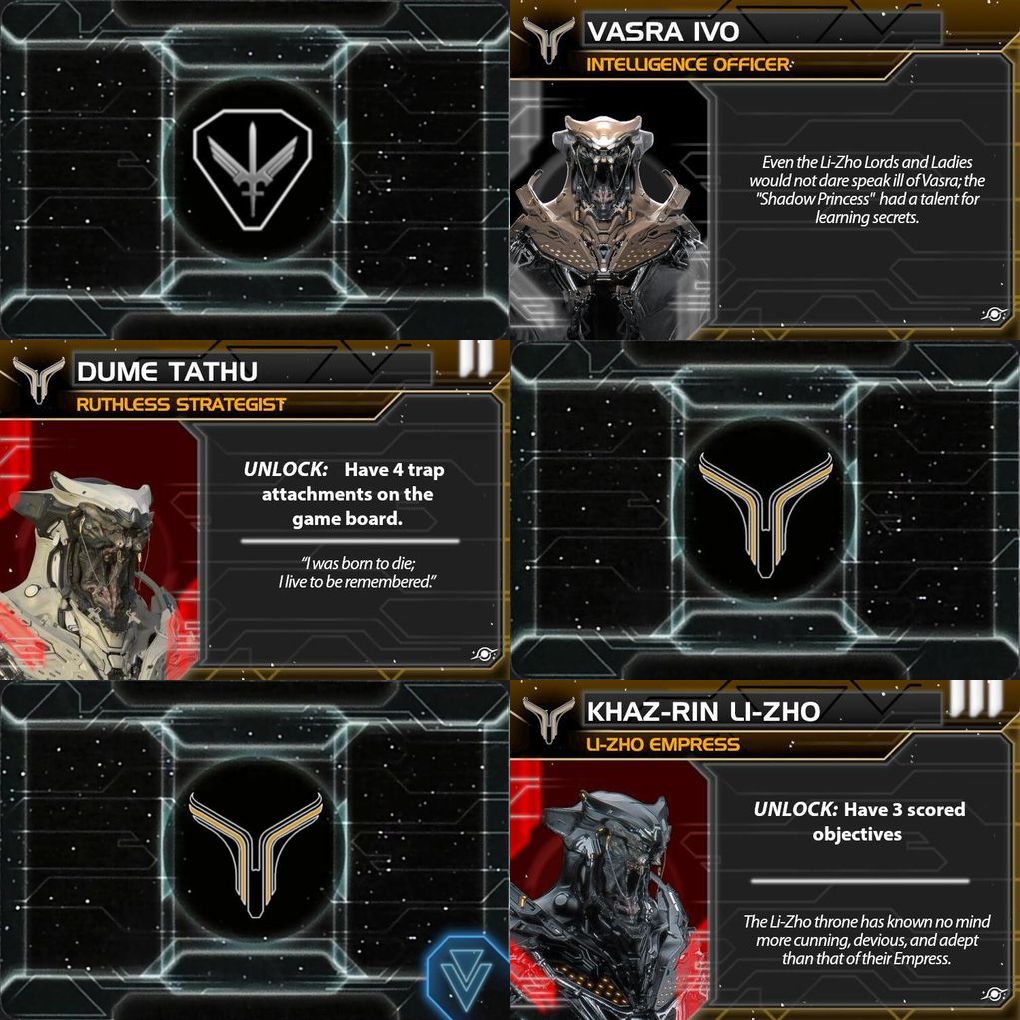 VASRA IVO
INTELLIGENCE OFFICER
Even the Li-Zho Lords and Ladies
would not dare speak ill of Vasra; the
"Shadow Princess" had a talent for
learning secrets.
DUME TATHU
RUTHLESS STRATEGIST
UNLOCK: Have 4 trap
attachments on the
game board.
“I was born to die;
I live to be remembered.”
KHAZ-RIN LI-ZHO
LI-ZHO EMPRESS
UNLOCK: Have 3 scored
objectives
The Li-Zho throne has known no mind
more cunning, devious, and adept
than that of their Empress.